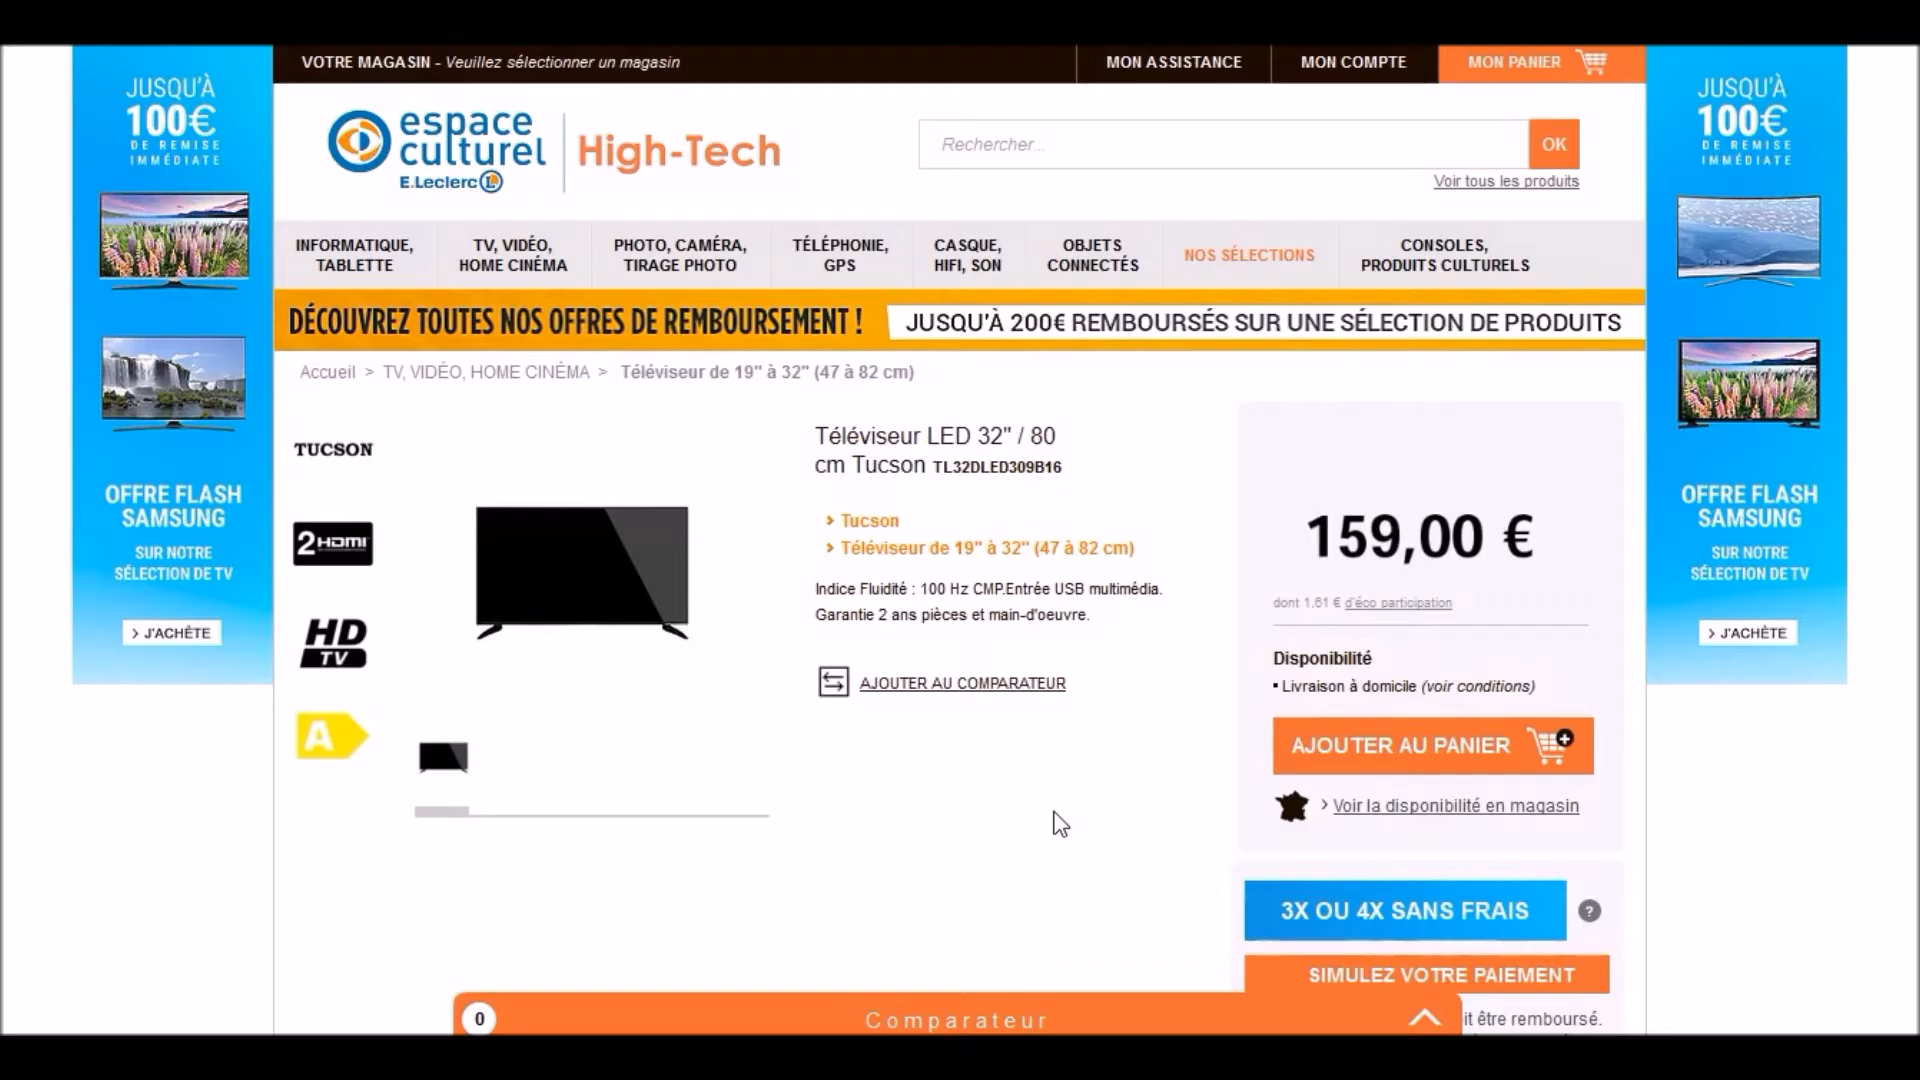 JUSQU'À
100€
DE REMISE
IMMÉDIATE
OFFRE FLASH
SAMSUNG
SUR NOTRE
SÉLECTION DE TV
> J'ACHÈTE
VOTRE MAGASIN - Veuillez sélectionner un magasin
MON ASSISTANCE
MON COMPTE
MON PANIER
espace
culturel
E.Leclerc L
High-Tech
Rechercher...
OK
Voir tous les produits
INFORMATIQUE,
TABLETTE
TV, VIDÉO,
HOME CINÉMA
PHOTO, CAMÉRA,
TIRAGE PHOTO
TÉLÉPHONIE,
GPS
CASQUE,
HIFI, SON
OBJETS
CONNECTÉS
NOS SÉLECTIONS
CONSOLES,
PRODUITS CULTURELS
DÉCOUVREZ TOUTES NOS OFFRES DE REMBOURSEMENT !
JUSQU'À 200€ REMBOURSÉS SUR UNE SÉLECTION DE PRODUITS
Accueil > TV, VIDÉO, HOME CINÉMA > Téléviseur de 19" à 32" (47 à 82 cm)
TUCSON
2 HDMI
HD
TV
A
Téléviseur LED 32" / 80
cm Tucson TL32DLED309B16
> Tucson
> Téléviseur de 19" à 32" (47 à 82 cm)
Indice Fluidité : 100 Hz CMP.Entrée USB multimédia.
Garantie 2 ans pièces et main-d'oeuvre.
AJOUTER AU COMPARATEUR
159,00 €
dont 1.61 € d'éco participation
Disponibilité
▪ Livraison à domicile (voir conditions)
AJOUTER AU PANIER
> Voir la disponibilité en magasin
3X OU 4X SANS FRAIS
?
SIMULEZ VOTRE PAIEMENT
it être remboursé.
0
Comparateur
JUSQU'À
100€
DE REMISE
IMMÉDIATE
OFFRE FLASH
SAMSUNG
SUR NOTRE
SÉLECTION DE TV
> J'ACHÈTE